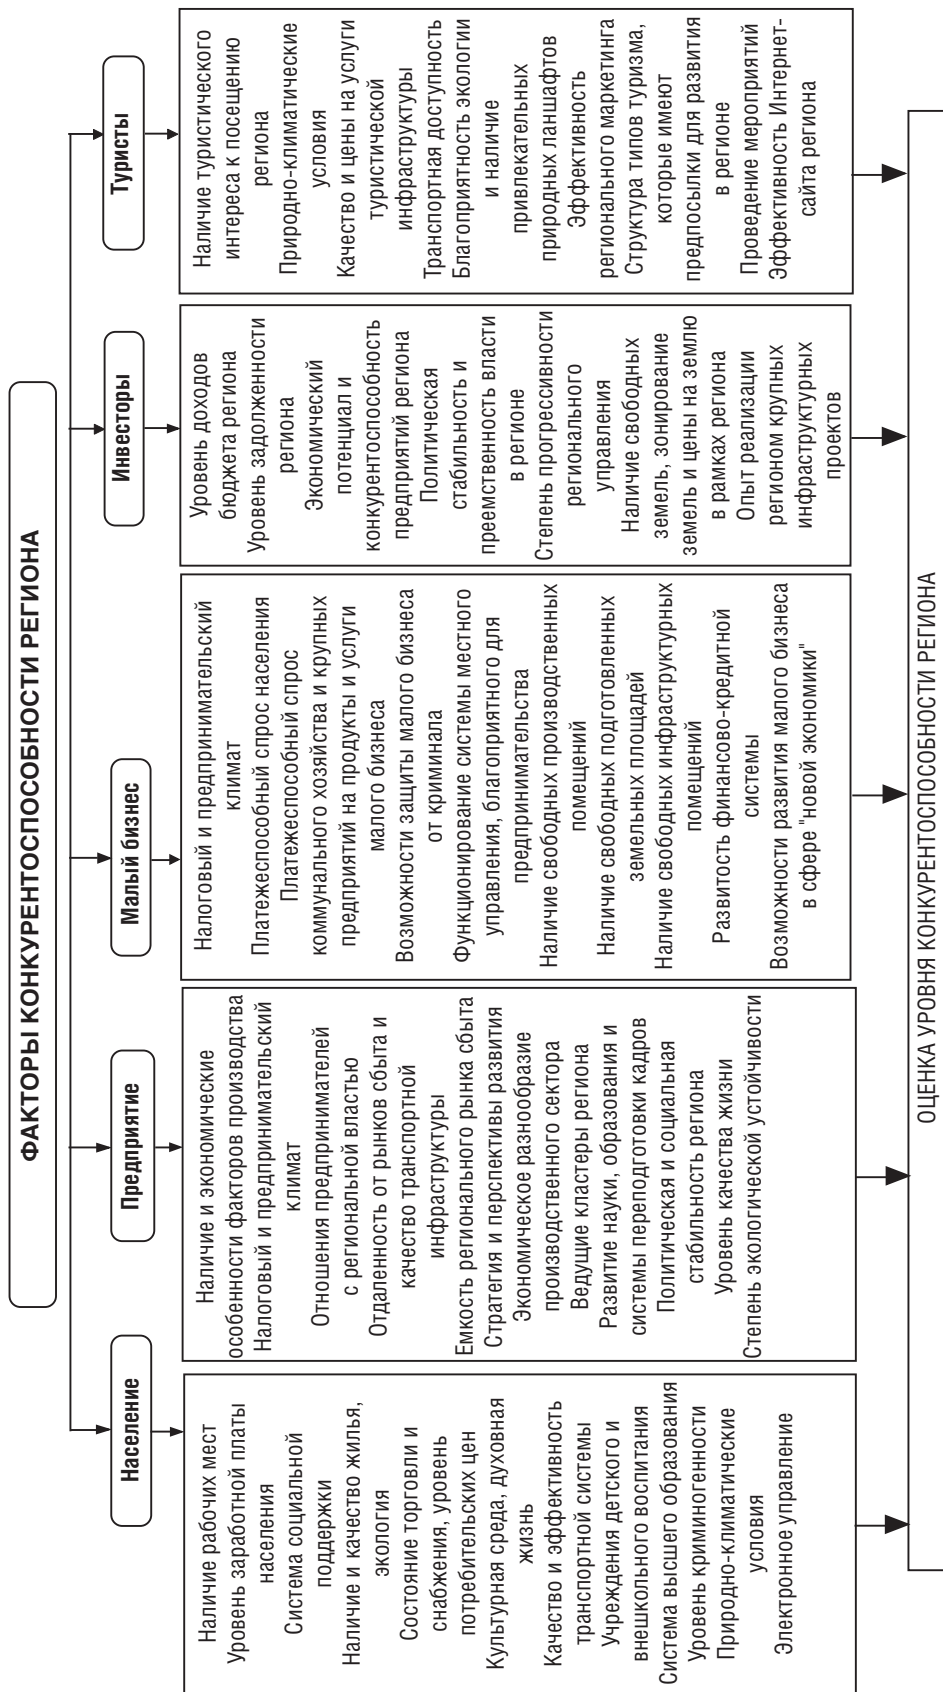 ФАКТОРЫ КОНКУРЕНТОСПОСОБНОСТИ РЕГИОНА
Население
Наличие рабочих мест
Уровень заработной платы
населения
Система социальной
поддержки
Наличие и качество жилья,
экология
Состояние торговли и
снабжения, уровень
потребительских цен
Культурная среда, духовная
жизнь
Качество и эффективность
транспортной системы
Учреждения детского и
внешкольного воспитания
Система высшего образования
Уровень криминогенности
Природно-климатические
условия
Электронное управление
Предприятие
Наличие и экономические
особенности факторов производства
Налоговый и предпринимательский
климат
Отношения предпринимателей
с региональной властью
Отдаленность от рынков сбыта и
качество транспортной
инфраструктуры
Емкость регионального рынка сбыта
Стратегия и перспективы развития
Экономическое разнообразие
производственного сектора
Ведущие кластеры региона
Развитие науки, образования и
системы переподготовки кадров
Политическая и социальная
стабильность региона
Уровень качества жизни
Степень экологической устойчивости
Малый бизнес
Налоговый и предпринимательский
климат
Платежеспособный спрос населения
Платежеспособный спрос
коммунального хозяйства и крупных
предприятий на продукты и услуги
малого бизнеса
Возможности защиты малого бизнеса
от криминала
Функционирование системы местного
управления, благоприятного для
предпринимательства
Наличие свободных производственных
помещений
Наличие свободных подготовленных
земельных площадей
Наличие свободных инфраструктурных
помещений
Развитость финансово-кредитной
системы
Возможности развития малого бизнеса
в сфере "новой экономики"
Инвесторы
Уровень доходов
бюджета региона
Уровень задолженности
региона
Экономический
потенциал и
конкурентоспособность
предприятий региона
Политическая
стабильность и
преемственность власти
в регионе
Степень прогрессивности
регионального
управления
Наличие свободных
земель, зонирование
земель и цены на землю
в рамках региона
Опыт реализации
регионом крупных
инфраструктурных
проектов
Туристы
Наличие туристического
интереса к посещению
региона
Природно-климатические
условия
Качество и цены на услуги
туристической
инфраструктуры
Транспортная доступность
Благоприятность экологии
и наличие
привлекательных
природных ланшафтов
Эффективность
регионального маркетинга
Структура типов туризма,
которые имеют
предпосылки для развития
в регионе
Проведение мероприятий
Эффективность Интернет-
сайта региона
ОЦЕНКА УРОВНЯ КОНКУРЕНТОСПОСОБНОСТИ РЕГИОНА